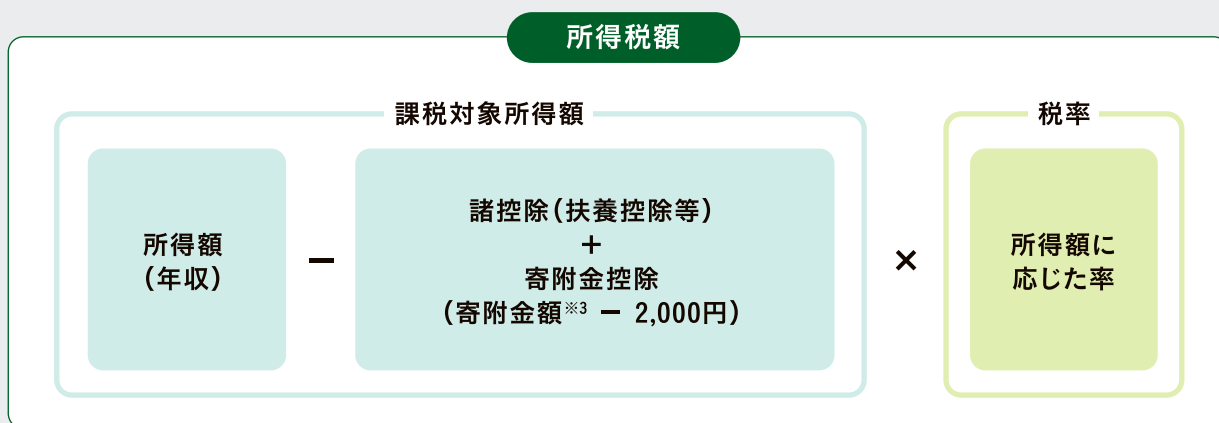 所得税額
課税対象所得額
税率
所得額
（年収）
−
諸控除（扶養控除等）
＋
寄附金控除
（寄附金額※3 − 2,000円）
×
所得額に
応じた率